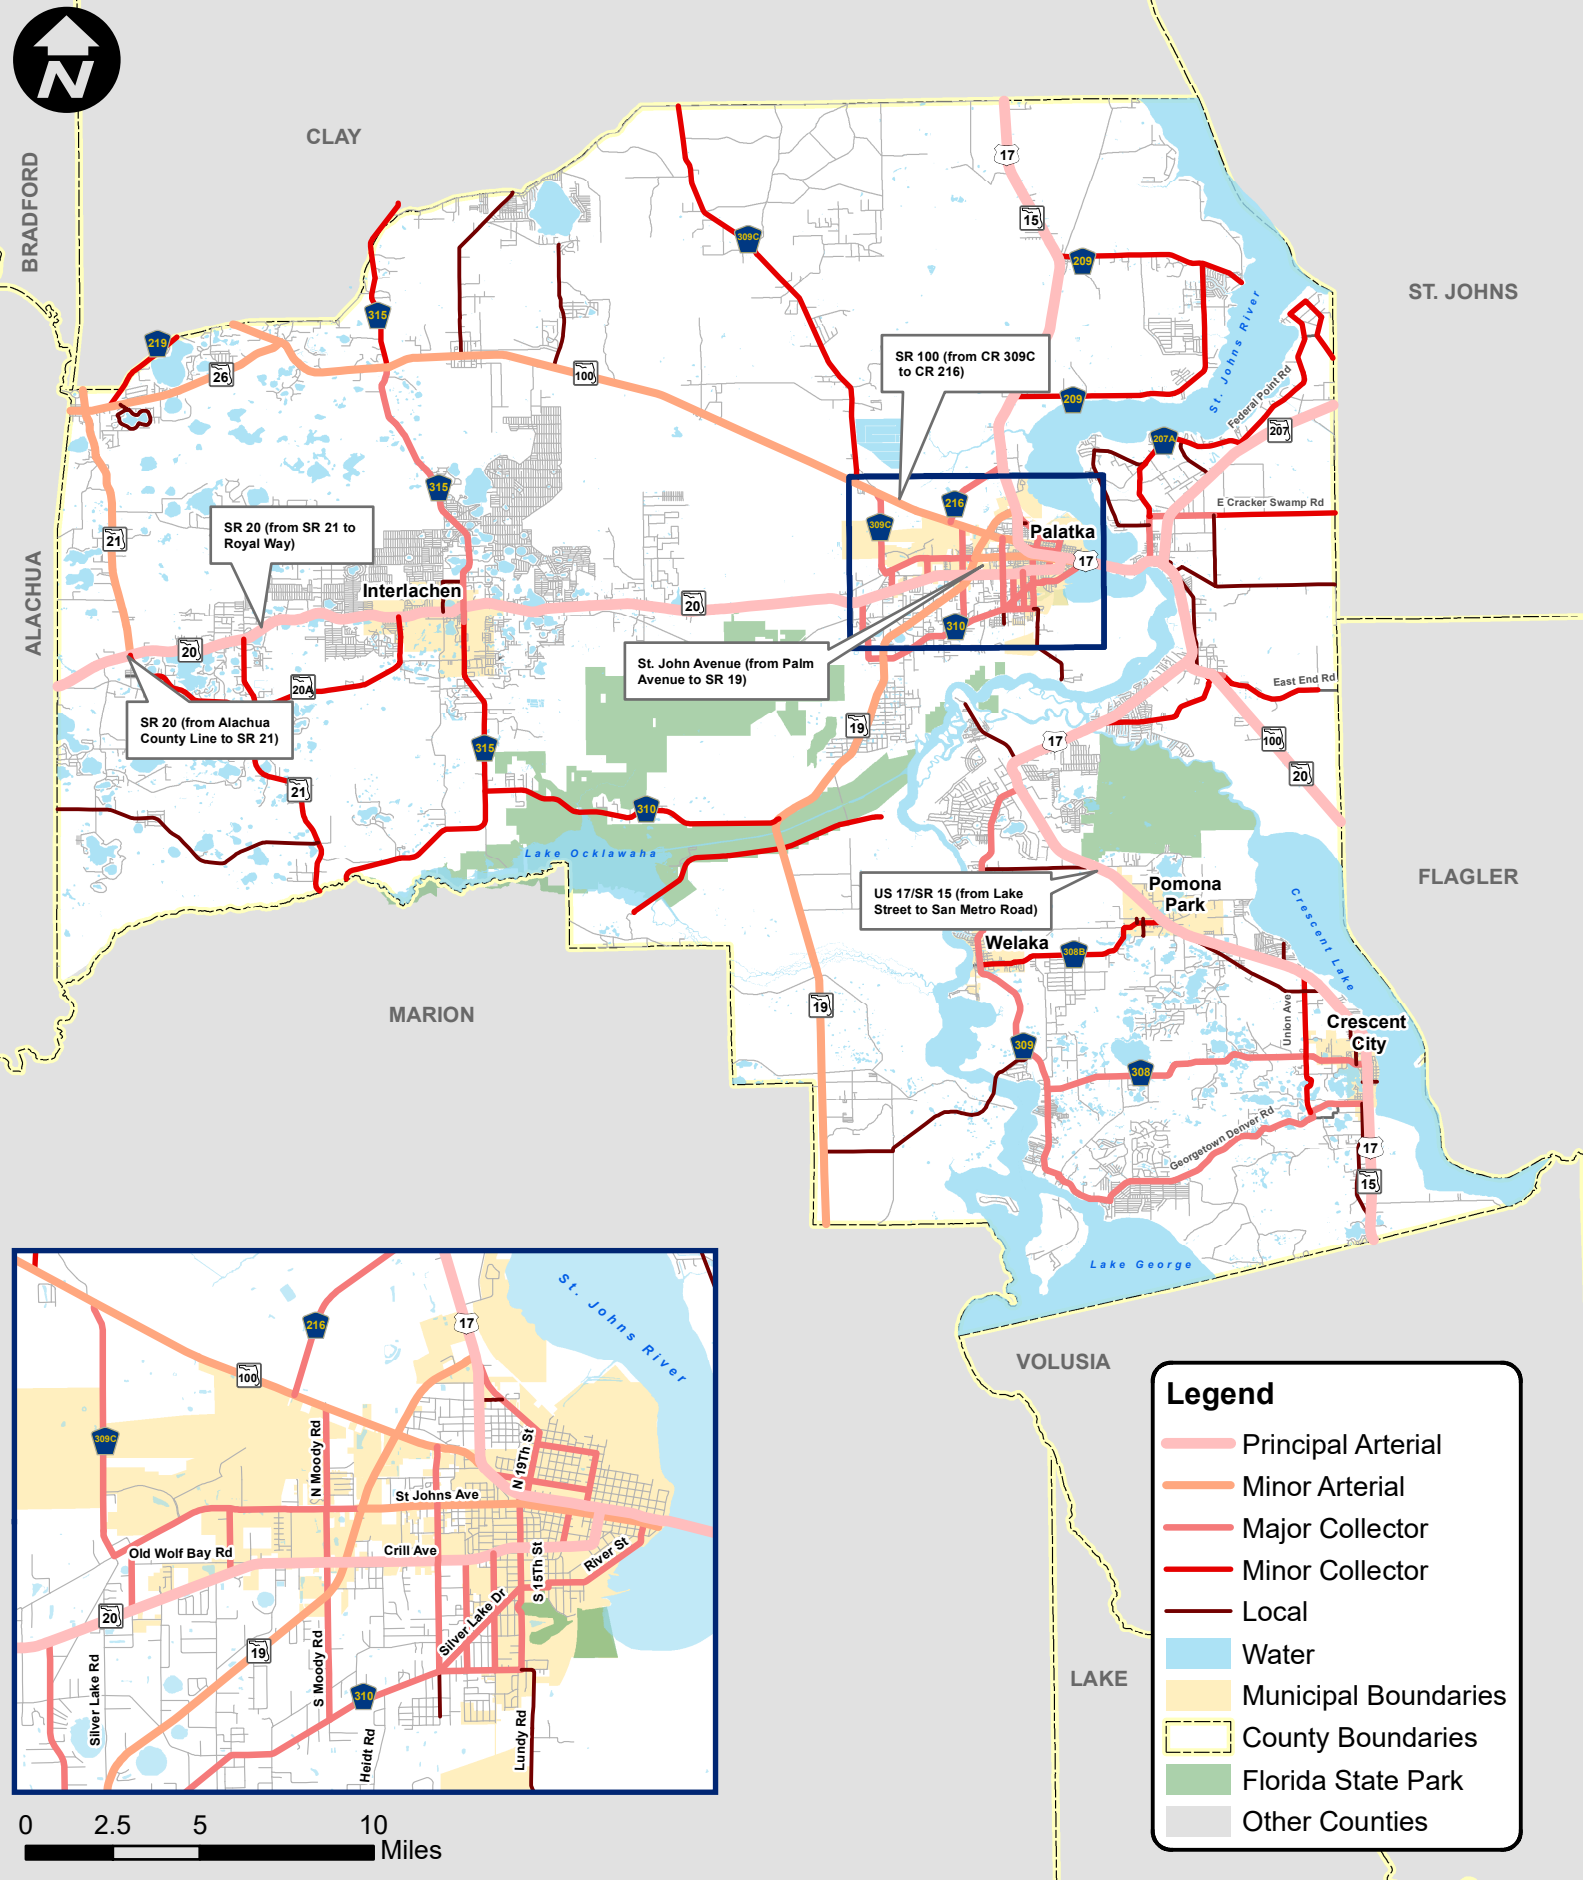 N
CLAY
BRADFORD
ALACHUA
ST. JOHNS
FLAGLER
MARION
VOLUSIA
LAKE
17
15
309C
209
315
219
26
100
SR 100 (from CR 309C
to CR 216)
209
St. Johns River
Federal Point Rd
207
207A
315
216
309C
E Cracker Swamp Rd
Palatka
17
21
SR 20 (from SR 21 to
Royal Way)
Interlachen
20
20
310
St. John Avenue (from Palm
Avenue to SR 19)
20A
SR 20 (from Alachua
County Line to SR 21)
East End Rd
19
17
100
20
315
21
310
Lake Ocklawaha
US 17/SR 15 (from Lake
Street to San Metro Road)
Pomona
Park
Crescent Lake
Welaka
308B
19
Union Ave
Crescent
City
309
308
Georgetown Denver Rd
17
15
Lake George
St. Johns River
216
17
100
309C
N Moody Rd
N 19Th St
St Johns Ave
Old Wolf Bay Rd
Crill Ave
River St
S 15Th St
20
Silver Lake Dr
19
S Moody Rd
Silver Lake Rd
310
Heidt Rd
Lundy Rd
0 2.5 5 10
Miles
Legend
Principal Arterial
Minor Arterial
Major Collector
Minor Collector
Local
Water
Municipal Boundaries
County Boundaries
Florida State Park
Other Counties